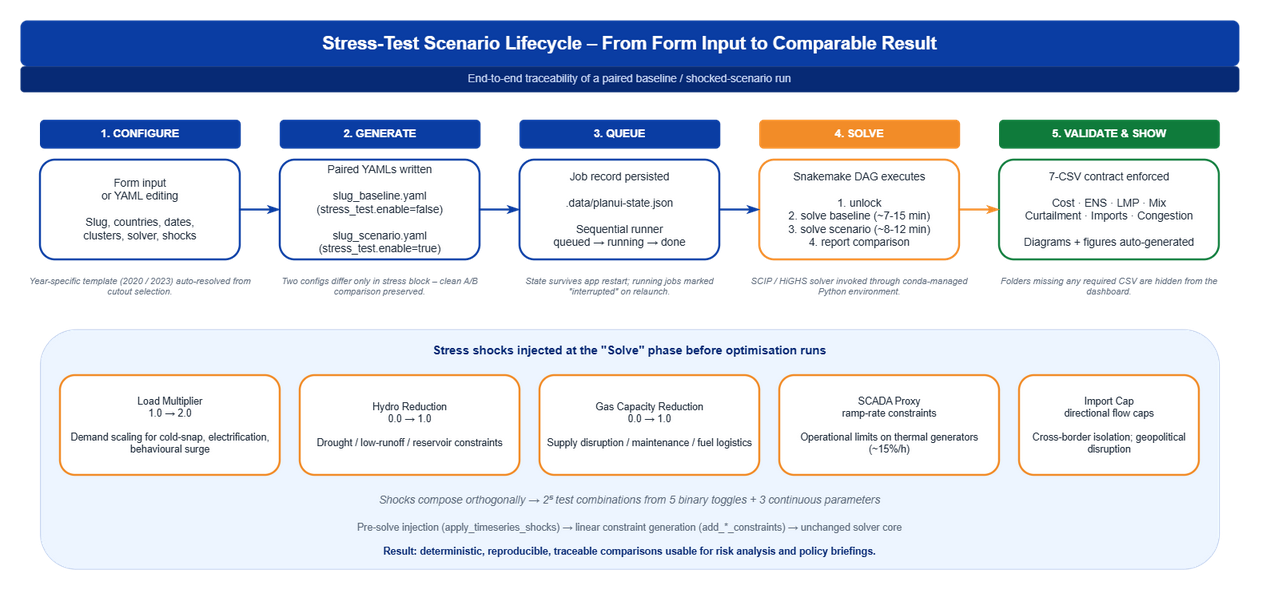 Stress-Test Scenario Lifecycle – From Form Input to Comparable Result
End-to-end traceability of a paired baseline / shocked-scenario run
1. CONFIGURE
Form input
or YAML editing
Slug, countries, dates,
clusters, solver, shocks
Year-specific template (2020 / 2023) auto-resolved from
cutout selection.
2. GENERATE
Paired YAMLs written
slug_baseline.yaml
(stress_test.enable=false)
slug_scenario.yaml
(stress_test.enable=true)
Two configs differ only in stress block – clean A/B
comparison preserved.
3. QUEUE
Job record persisted
.data/planui-state.json
Sequential runner
queued → running → done
State survives app restart; running jobs marked
"interrupted" on relaunch.
4. SOLVE
Snakemake DAG executes
1. unlock
2. solve baseline (~7-15 min)
3. solve scenario (~8-12 min)
4. report comparison
SCIP / HiGHS solver invoked through conda-managed
Python environment.
5. VALIDATE & SHOW
7-CSV contract enforced
Cost · ENS · LMP · Mix
Curtailment · Imports · Congestion
Diagrams + figures auto-generated
Folders missing any required CSV are hidden from the
dashboard.
Stress shocks injected at the "Solve" phase before optimisation runs
Load Multiplier
1.0 → 2.0
Demand scaling for cold-snap, electrification,
behavioural surge
Hydro Reduction
0.0 → 1.0
Drought / low-runoff / reservoir constraints
Gas Capacity Reduction
0.0 → 1.0
Supply disruption / maintenance / fuel logistics
SCADA Proxy
ramp-rate constraints
Operational limits on thermal generators
(~15%/h)
Import Cap
directional flow caps
Cross-border isolation; geopolitical
disruption
Shocks compose orthogonally → 2⁵ test combinations from 5 binary toggles + 3 continuous parameters
Pre-solve injection (apply_timeseries_shocks) → linear constraint generation (add_*_constraints) → unchanged solver core
Result: deterministic, reproducible, traceable comparisons usable for risk analysis and policy briefings.